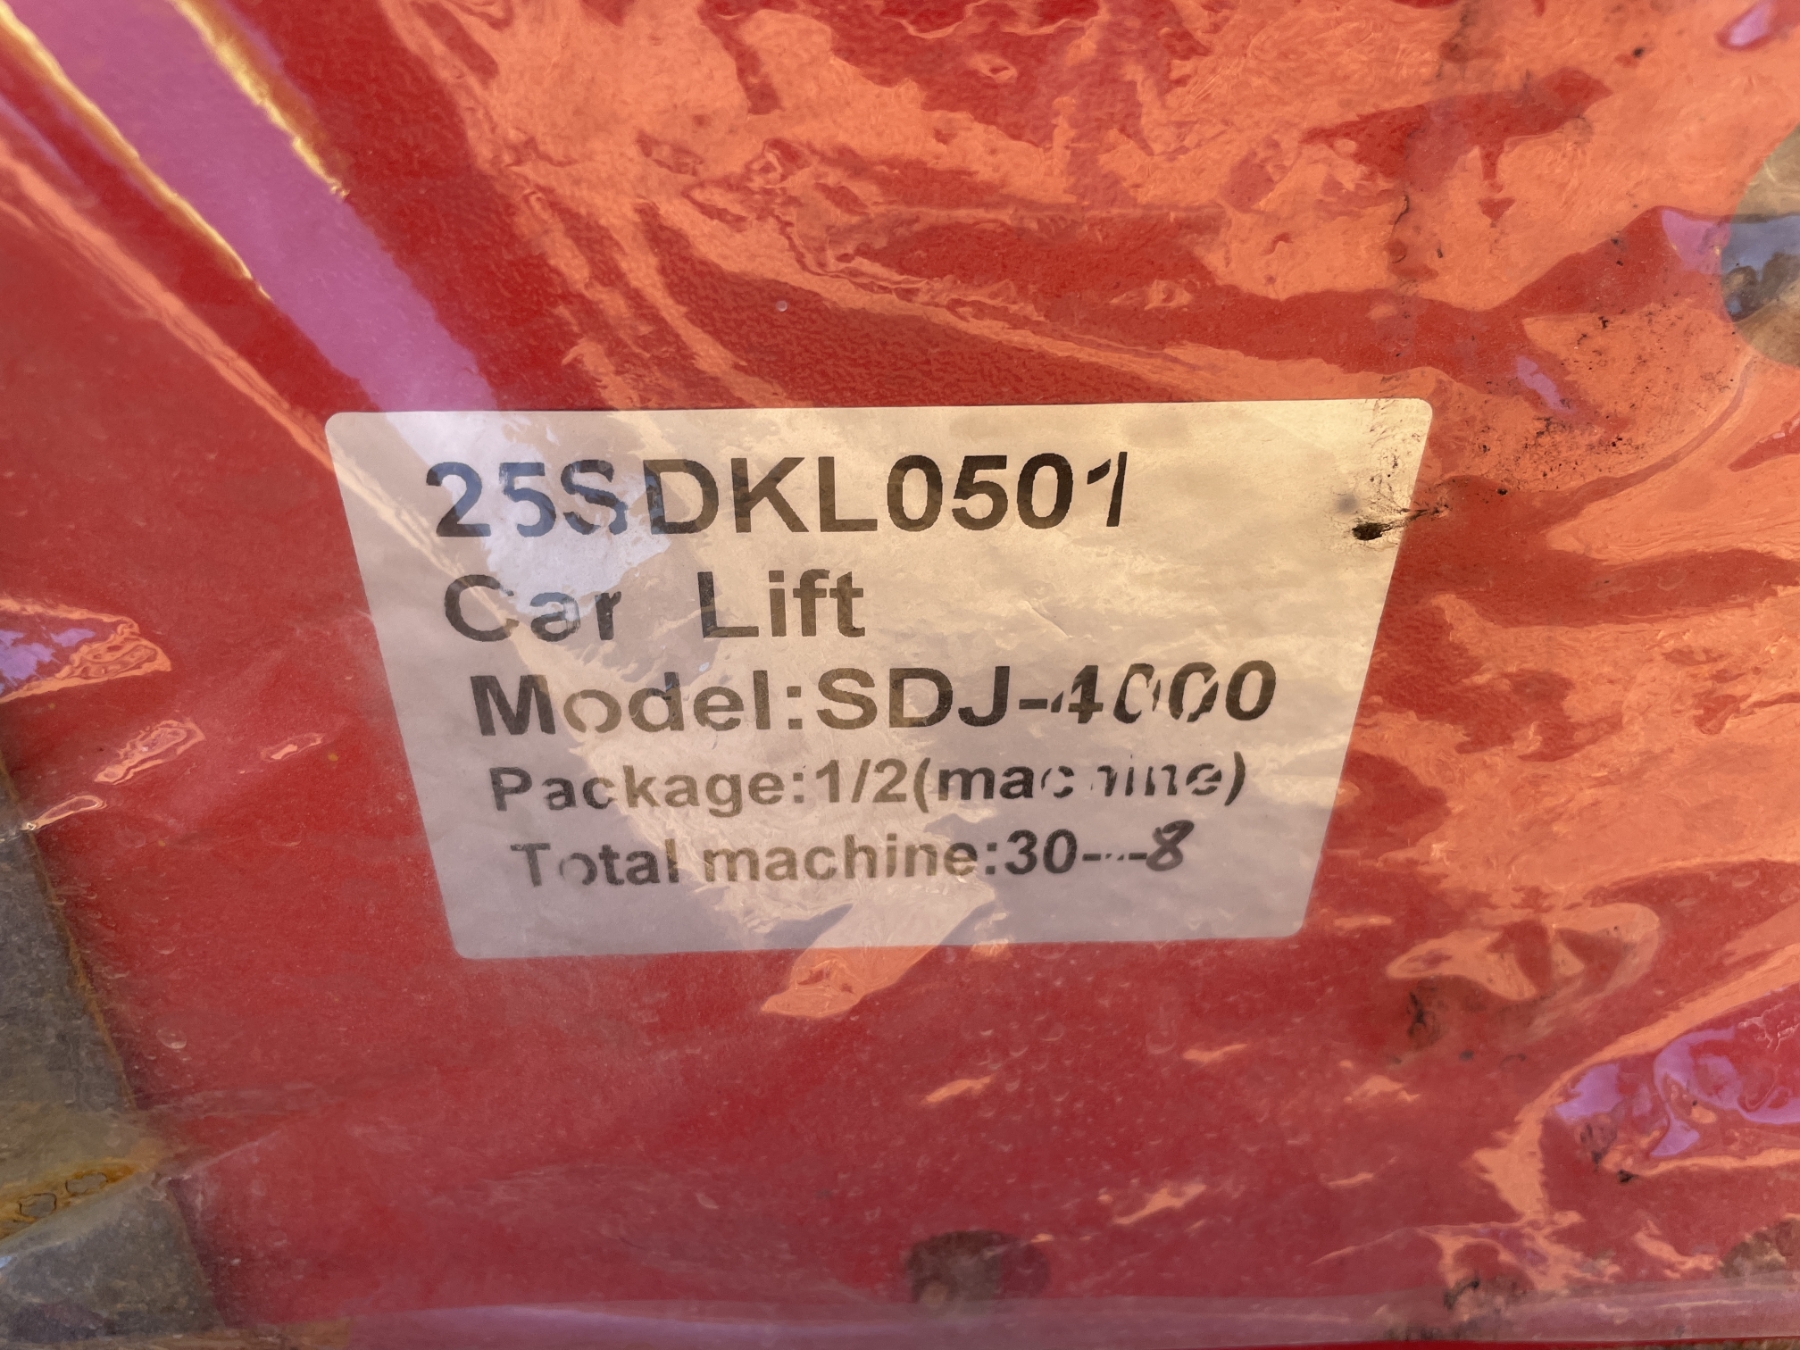 25SDKL0501
Car Lift
Model:SDJ-4000
Package:1/2(machine)
Total machine:30---8